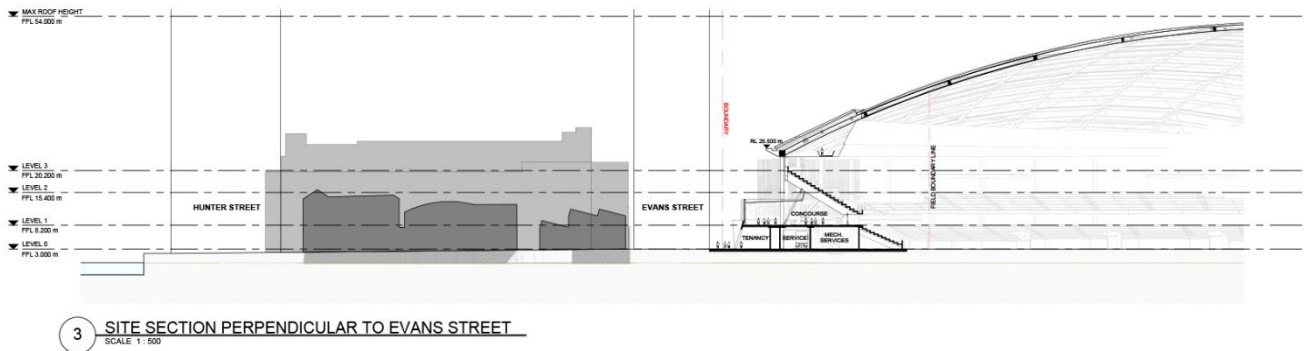 MAX ROOF HEIGHT
FFL 54.000 m
BOUNDARY
RL 25.500 m
LEVEL 3
FFL 20.200 m
LEVEL 2
FFL 15.400 m
HUNTER STREET
EVANS STREET
FIELD BOUNDARY LINE
CONCOURSE
LEVEL 1
FFL 8.200 m
TENANCY
SERVICE
MECH.
SERVICES
LEVEL 0
FFL 3.000 m
3
SITE SECTION PERPENDICULAR TO EVANS STREET
SCALE 1 : 500